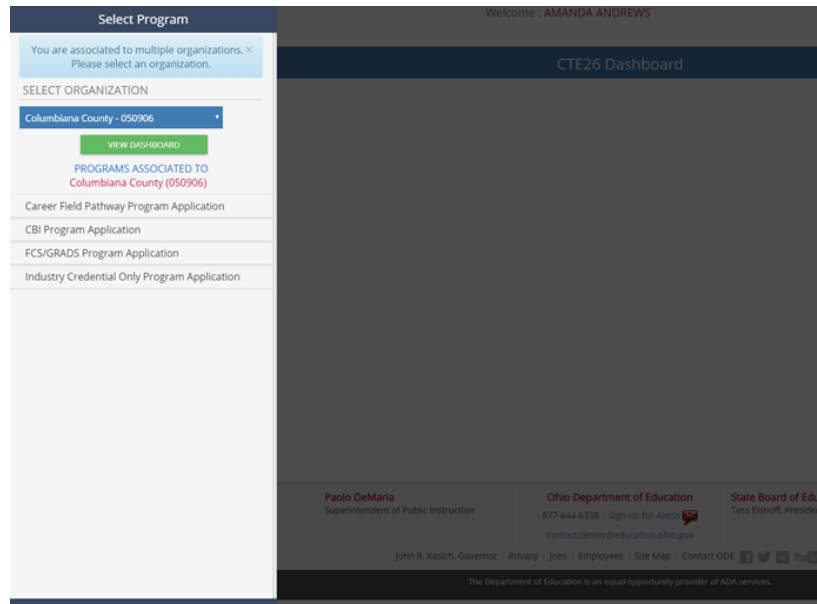 Select Program
You are associated to multiple organizations. ×
Please select an organization.
SELECT ORGANIZATION
Columbiana County - 050906
VIEW DASHBOARD
PROGRAMS ASSOCIATED TO
Columbiana County (050906)
Career Field Pathway Program Application
CBI Program Application
FCS/GRADS Program Application
Industry Credential Only Program Application
Welcome : AMANDA ANDREWS
CTE26 Dashboard
Paolo DeMaria
Superintendent of Public Instruction
Ohio Department of Education
877-644-6338 | Sign-up for Alerts
contact.center@education.ohio.gov
State Board of Edu
Tess Elshoff, Presider
John R. Kasich, Governor | Privacy | Jobs | Employees | Site Map | Contact ODE
The Department of Education is an equal opportunity provider of ADA services.